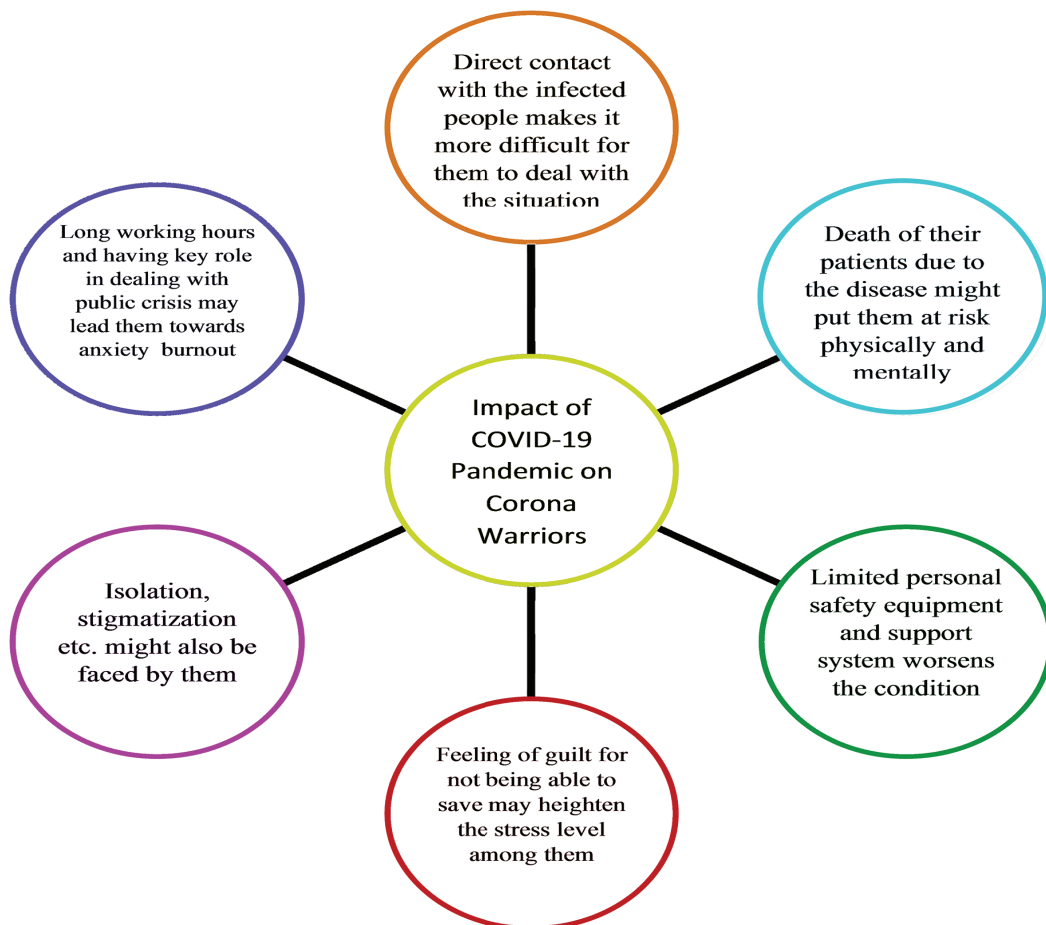 Direct contact
with the infected
people makes it
more difficult for
them to deal with
the situation
Death of their
patients due to
the disease might
put them at risk
physically and
mentally
Limited personal
safety equipment
and support
system worsens
the condition
Feeling of guilt for
not being able to
save may heighten
the stress level
among them
Isolation,
stigmatization
etc. might also be
faced by them
Long working hours
and having key role
in dealing with
public crisis may
lead them towards
anxiety burnout
Impact of
COVID-19
Pandemic on
Corona
Warriors